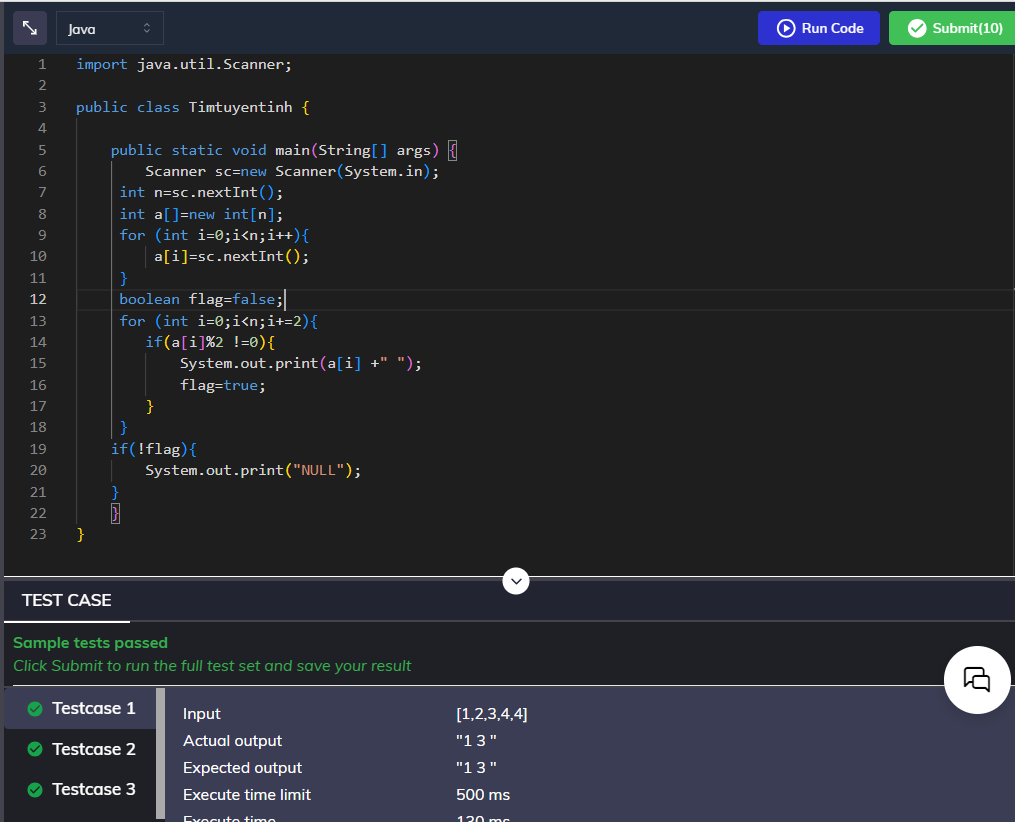 Java
Run Code
Submit(10)
1 import java.util.Scanner;
2
3 public class Timtuyentinh {
4
5 public static void main(String[] args) {
6 Scanner sc=new Scanner(System.in);
7 int n=sc.nextInt();
8 int a[]=new int[n];
9 for (int i=0;i<n;i++){
10 a[i]=sc.nextInt();
11 }
12 boolean flag=false;
13 for (int i=0;i<n;i+=2){
14 if(a[i]%2 !=0){
15 System.out.print(a[i] +" ");
16 flag=true;
17 }
18 }
19 if(!flag){
20 System.out.print("NULL");
21 }
22 }
23 }
TEST CASE
Sample tests passed
Click Submit to run the full test set and save your result
Testcase 1
Testcase 2
Testcase 3
Input [1,2,3,4,4]
Actual output "1 3 "
Expected output "1 3 "
Execute time limit 500 ms
Execute time 130 ms